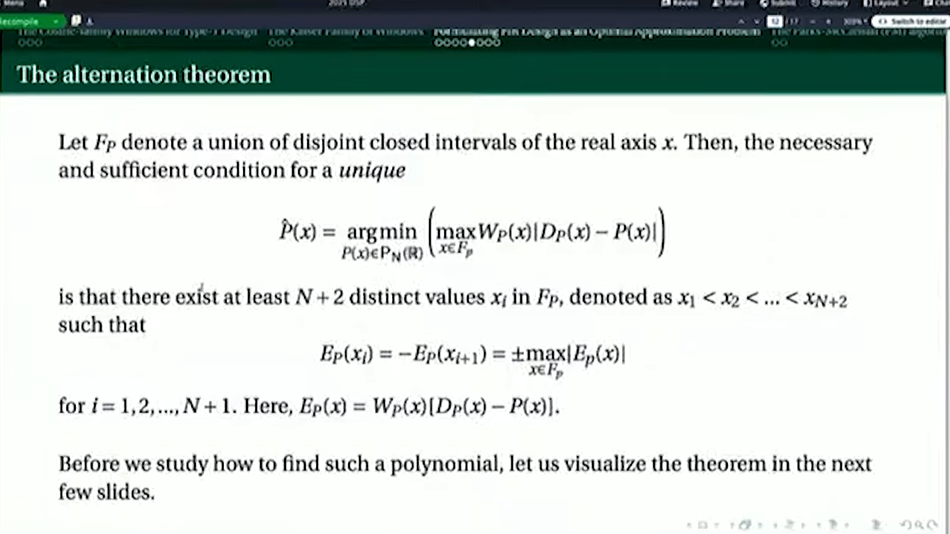 Menu
2025 DSP
Review
Share
Submit
History
Layout
Chat
Recompile
12
Switch to editor
The Kaiser Family of Windows
Formulating FIR Design as an Optimal Approximation Problem
The alternation theorem
Let F_P denote a union of disjoint closed intervals of the real axis x. Then, the necessary
and sufficient condition for a unique
P̂(x) = argmin_{P(x)∈P_N(ℝ)} ( max_{x∈F_p} W_P(x)|D_P(x) − P(x)| )
is that there exist at least N + 2 distinct values x_i in F_P, denoted as x_1 < x_2 < ... < x_{N+2}
such that
E_P(x_i) = −E_P(x_{i+1}) = ± max_{x∈F_p} |E_p(x)|
for i = 1,2,..., N + 1. Here, E_P(x) = W_P(x)[D_P(x) − P(x)].
Before we study how to find such a polynomial, let us visualize the theorem in the next
few slides.